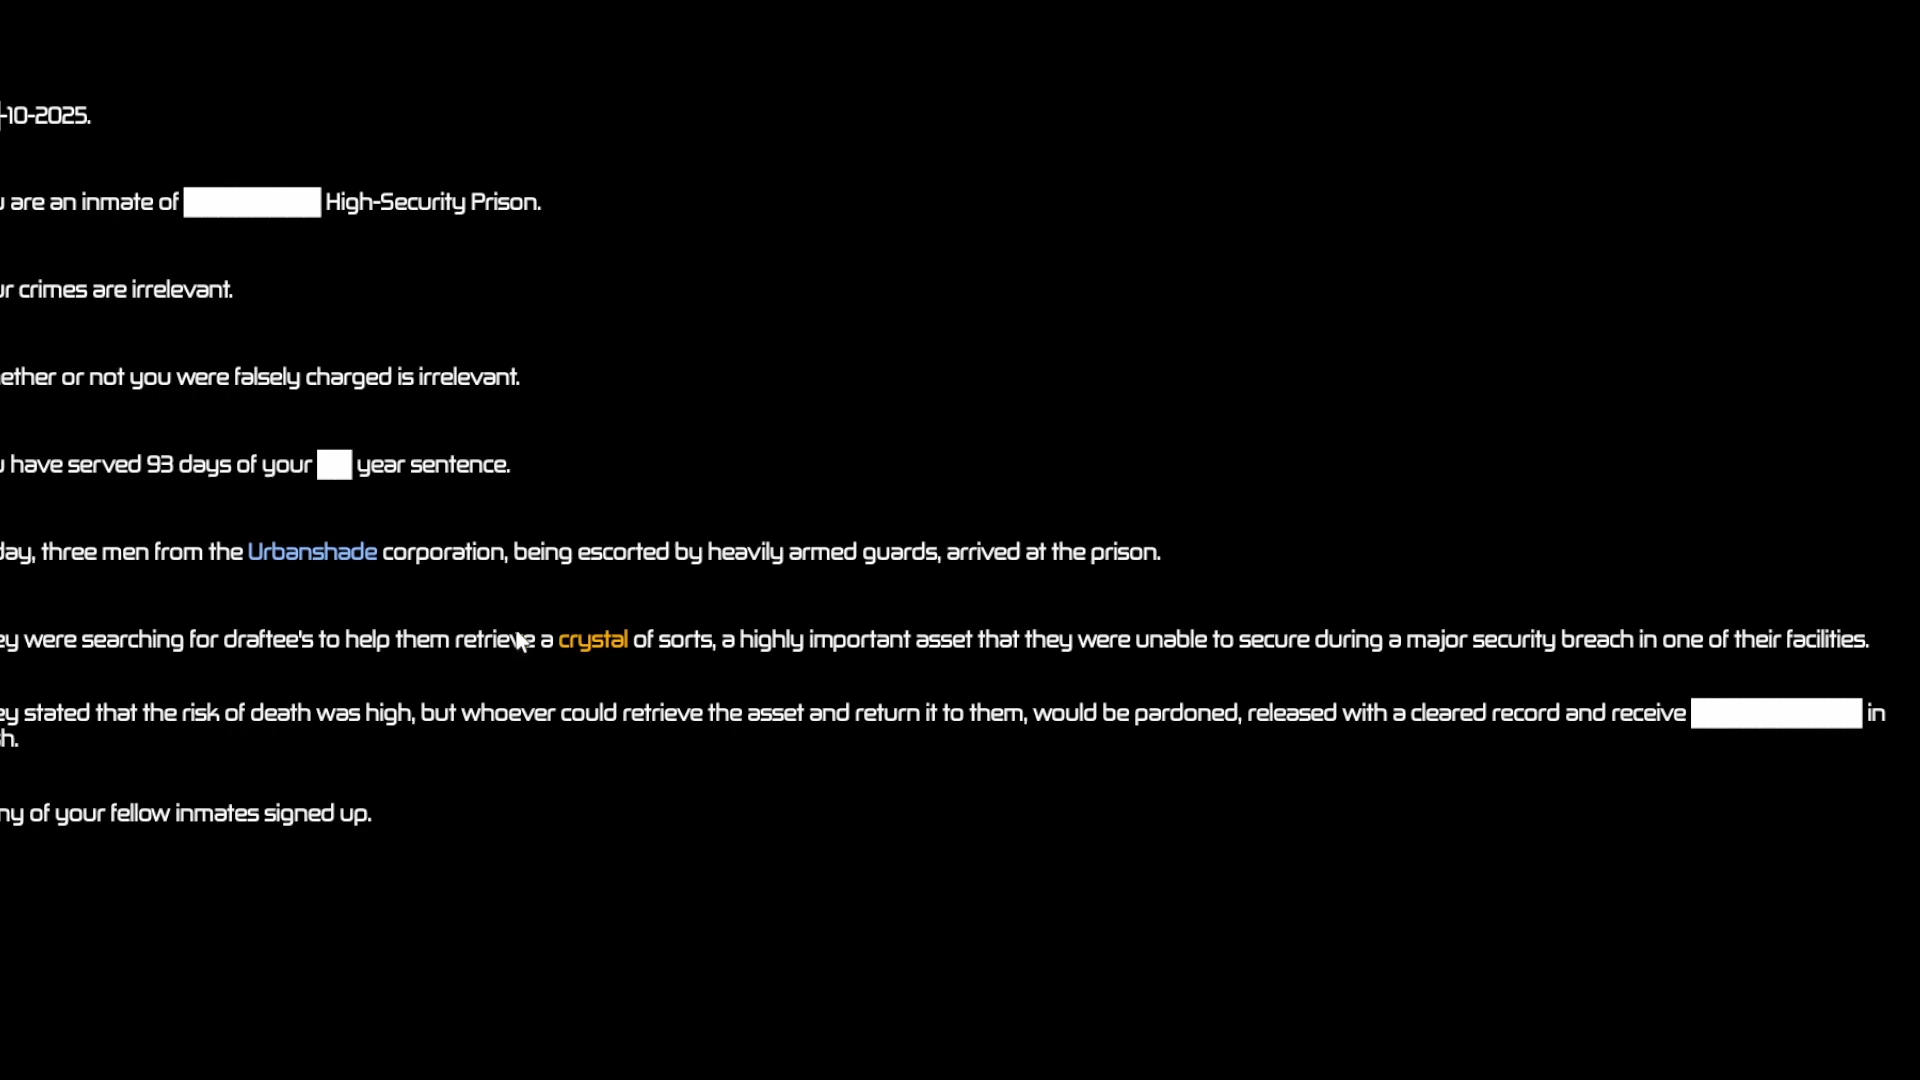 -10-2025.
are an inmate of High-Security Prison.
crimes are irrelevant.
ether or not you were falsely charged is irrelevant.
have served 93 days of your year sentence.
day, three men from the Urbanshade corporation, being escorted by heavily armed guards, arrived at the prison.
ey were searching for draftee's to help them retrieve a crystal of sorts, a highly important asset that they were unable to secure during a major security breach in one of their facilities.
ey stated that the risk of death was high, but whoever could retrieve the asset and return it to them, would be pardoned, released with a cleared record and receive in
h.
ny of your fellow inmates signed up.